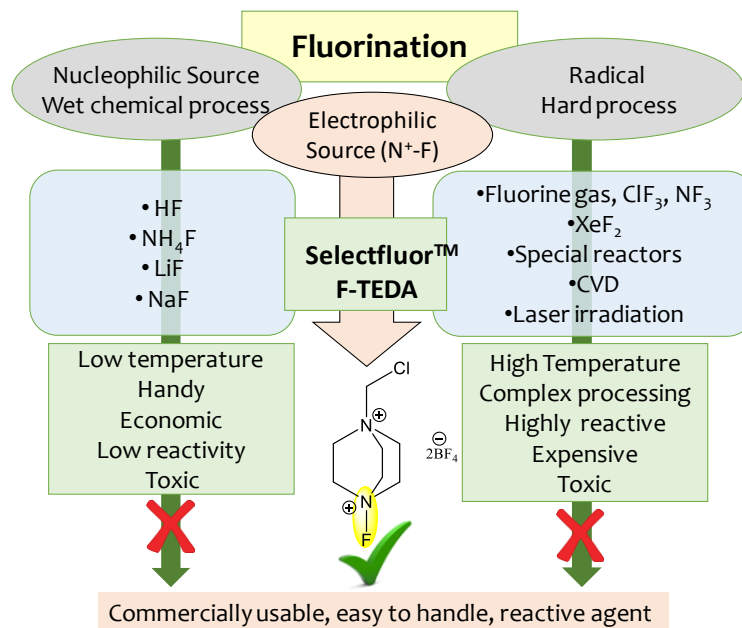 Fluorination
Nucleophilic Source
Wet chemical process
Electrophilic
Source (N⁺-F)
Radical
Hard process
• HF
• NH₄F
• LiF
• NaF
Selectfluor™
F-TEDA
•Fluorine gas, ClF₃, NF₃
•XeF₂
•Special reactors
•CVD
•Laser irradiation
Low temperature
Handy
Economic
Low reactivity
Toxic
Cl
⊕
N
⊖
2BF₄
⊕
N
F
High Temperature
Complex processing
Highly reactive
Expensive
Toxic
Commercially usable, easy to handle, reactive agent